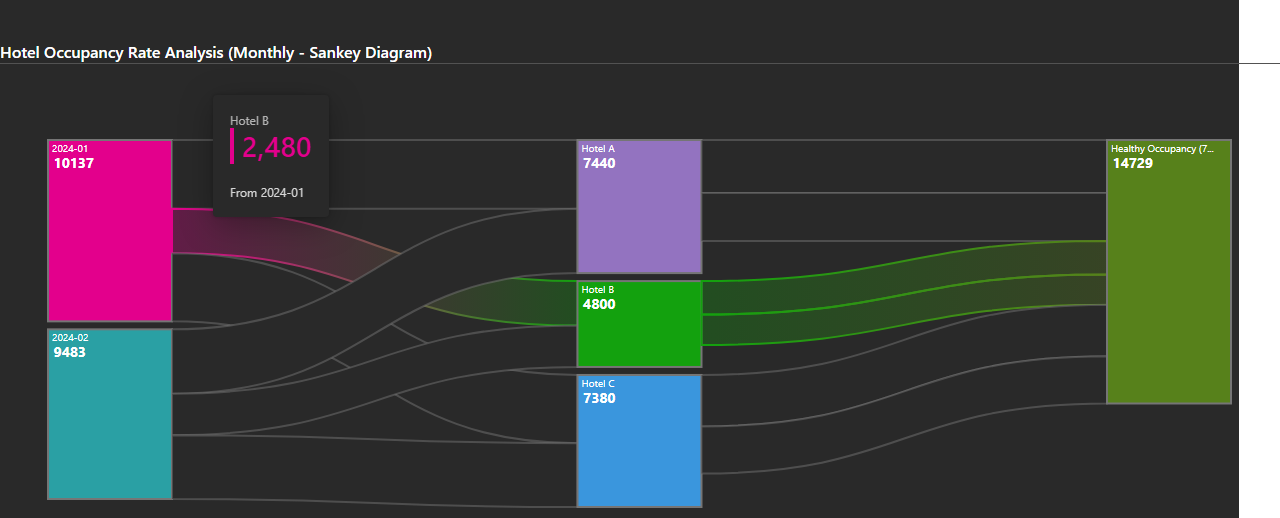 Hotel Occupancy Rate Analysis (Monthly - Sankey Diagram)
Hotel B
2,480
From 2024-01
2024-01
10137
2024-02
9483
Hotel A
7440
Hotel B
4800
Hotel C
7380
Healthy Occupancy (7...
14729